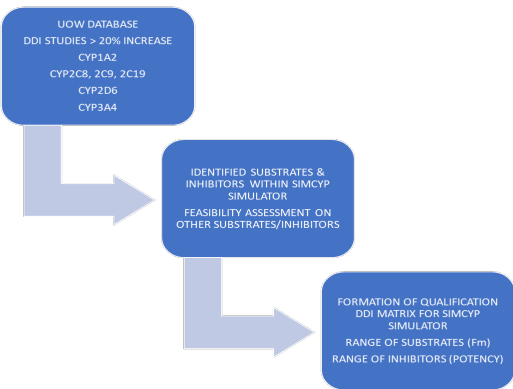 UOW DATABASE
DDI STUDIES > 20% INCREASE
CYP1A2
CYP2C8, 2C9, 2C19
CYP2D6
CYP3A4
IDENTIFIED SUBSTRATES &
INHIBITORS WITHIN SIMCYP
SIMULATOR
FEASIBILITY ASSESSMENT ON
OTHER SUBSTRATES/INHIBITORS
FORMATION OF QUALIFICATION
DDI MATRIX FOR SIMCYP
SIMULATOR
RANGE OF SUBSTRATES (Fm)
RANGE OF INHIBITORS (POTENCY)